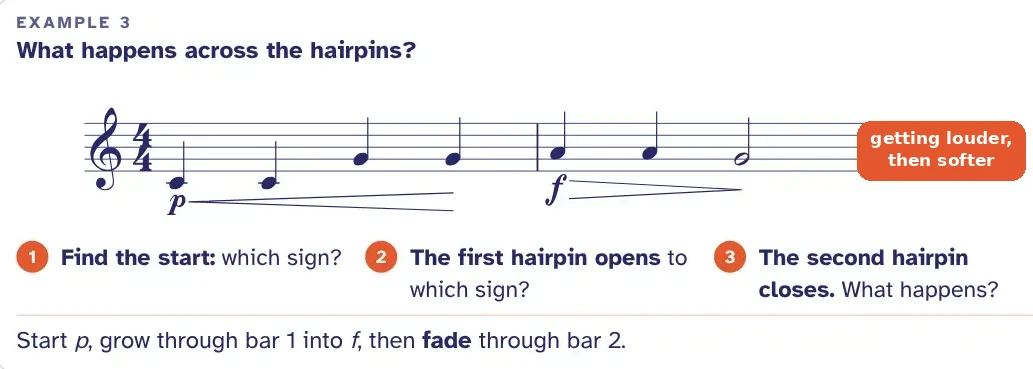 EXAMPLE 3
What happens across the hairpins?
4
4
getting louder,
then softer
p
f
1 Find the start: which sign?
2 The first hairpin opens to
which sign?
3 The second hairpin
closes. What happens?
Start p, grow through bar 1 into f, then fade through bar 2.